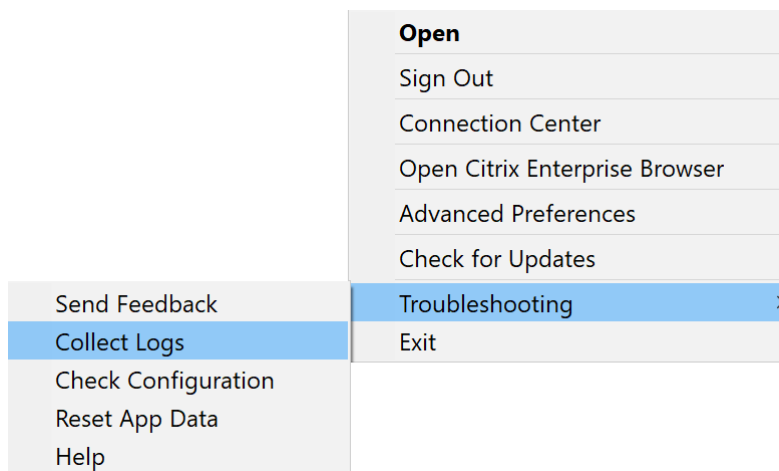 Open
Sign Out
Connection Center
Open Citrix Enterprise Browser
Advanced Preferences
Check for Updates
Troubleshooting
Exit
Send Feedback
Collect Logs
Check Configuration
Reset App Data
Help